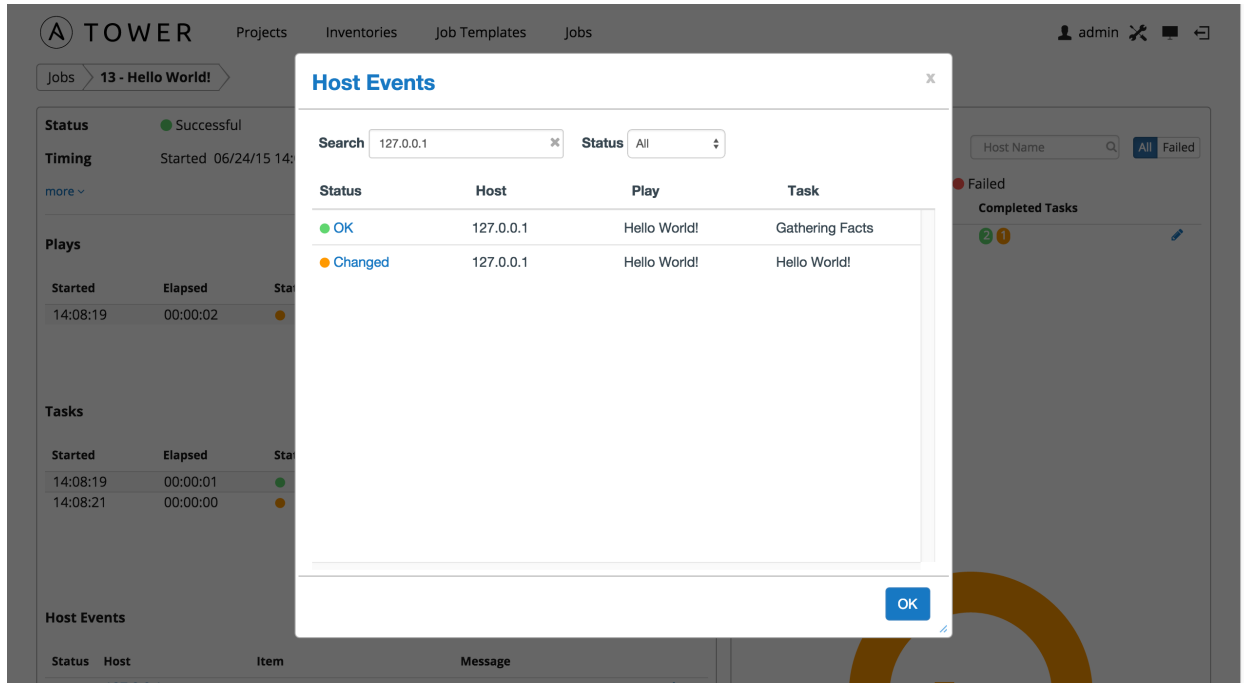 A TOWER Projects Inventories Job Templates Jobs admin
Jobs 13 - Hello World!
Host Events x
Status Successful
Timing Started 06/24/15 14:
more
Search 127.0.0.1 Status All
Host Name All Failed
Failed
Completed Tasks
2 1
Status Host Play Task
OK 127.0.0.1 Hello World! Gathering Facts
Changed 127.0.0.1 Hello World! Hello World!
Plays
Started Elapsed
14:08:19 00:00:02
Tasks
Started Elapsed
14:08:19 00:00:01
14:08:21 00:00:00
OK
Host Events
Status Host Item Message